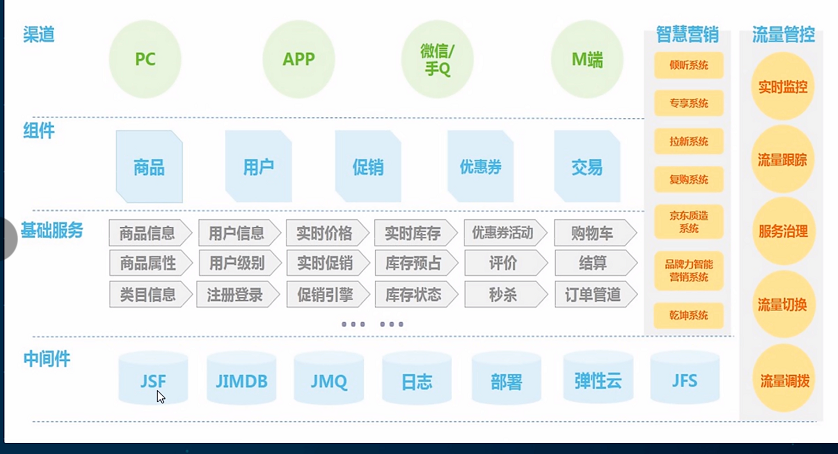 渠道
PC
APP
微信/
手Q
M端
组件
商品
用户
促销
优惠券
交易
基础服务
商品信息
用户信息
实时价格
实时库存
优惠券活动
购物车
商品属性
用户级别
实时促销
库存预占
评价
结算
类目信息
注册登录
促销引擎
库存状态
秒杀
订单管道
中间件
JSF
JIMDB
JMQ
日志
部署
弹性云
JFS
智慧营销
倾听系统
专享系统
拉新系统
复购系统
京东质造
系统
品牌力智能
营销系统
乾坤系统
流量管控
实时监控
流量跟踪
服务治理
流量切换
流量调拨